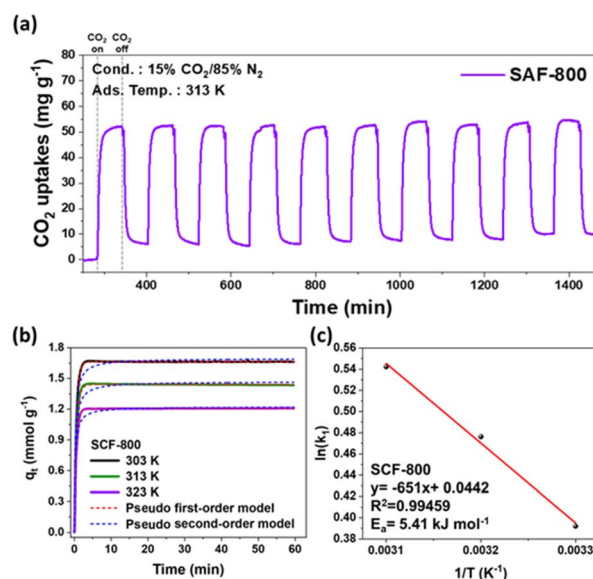 (a)
CO2 on
CO2 off
Cond. : 15% CO2/85% N2
Ads. Temp. : 313 K
SAF-800
CO2 uptakes (mg g-1)
80
70
60
50
40
30
20
10
0
400 600 800 1000 1200 1400
Time (min)
(b)
qt (mmol g-1)
1.8
1.5
1.2
0.9
0.6
0.3
0.0
SCF-800
303 K
313 K
323 K
Pseudo first-order model
Pseudo second-order model
0 10 20 30 40 50 60
Time (min)
(c)
ln(k1)
0.56
0.54
0.52
0.48
0.44
0.42
0.40
0.38
SCF-800
y= -651x+ 0.0442
R2=0.99459
Ea= 5.41 kJ mol-1
0.0031 0.0032 0.0033
1/T (K-1)